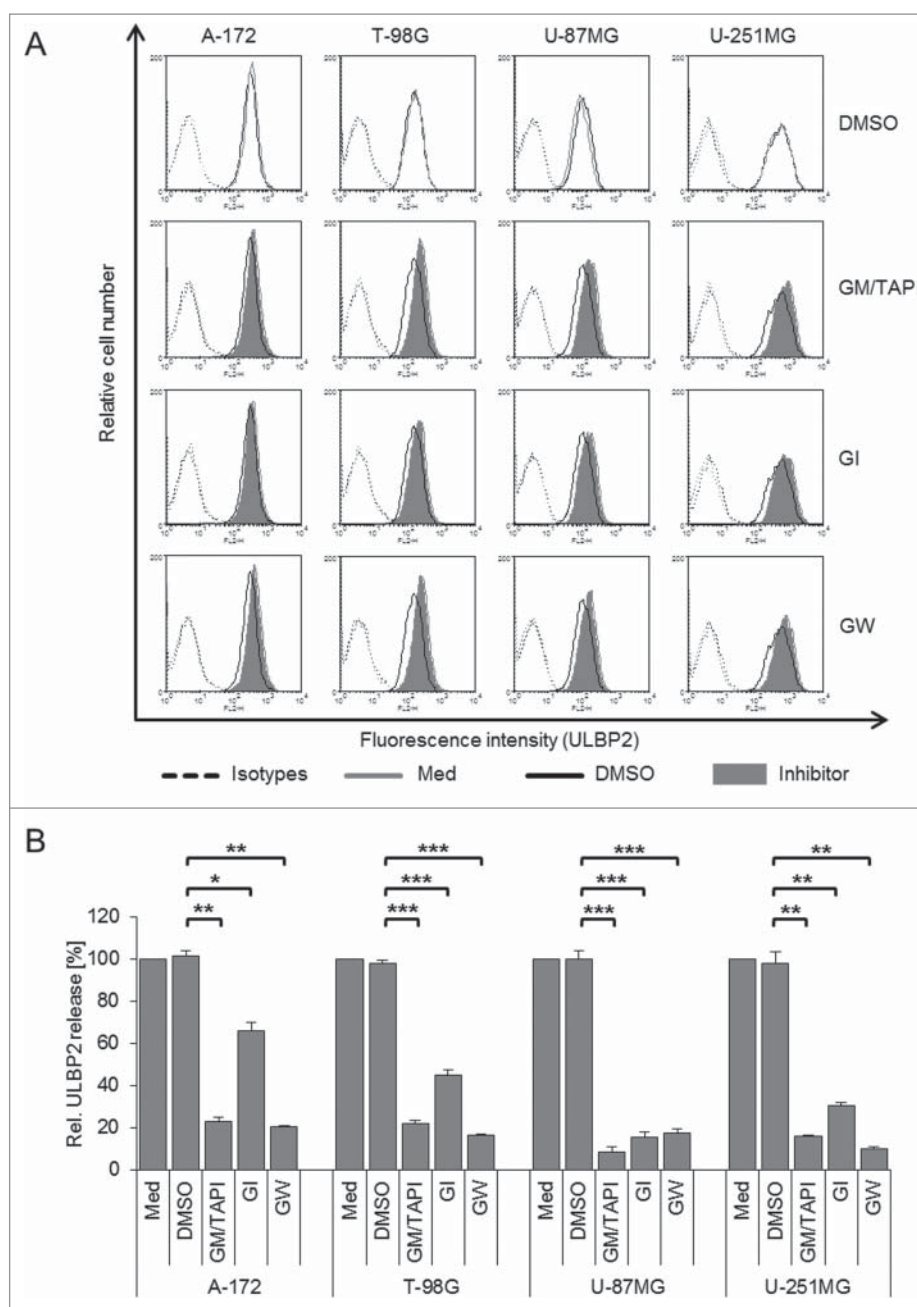 A
A-172 T-98G U-87MG U-251MG
DMSO
GM/TAPI
GI
GW
Relative cell number
Fluorescence intensity (ULBP2)
Isotypes Med DMSO Inhibitor
B
** *** *** **
* *** *** **
** *** *** **
Rel. ULBP2 release [%]
120
100
80
60
40
20
0
Med DMSO GM/TAPI GI GW Med DMSO GM/TAPI GI GW Med DMSO GM/TAPI GI GW Med DMSO GM/TAPI GI GW
A-172 T-98G U-87MG U-251MG